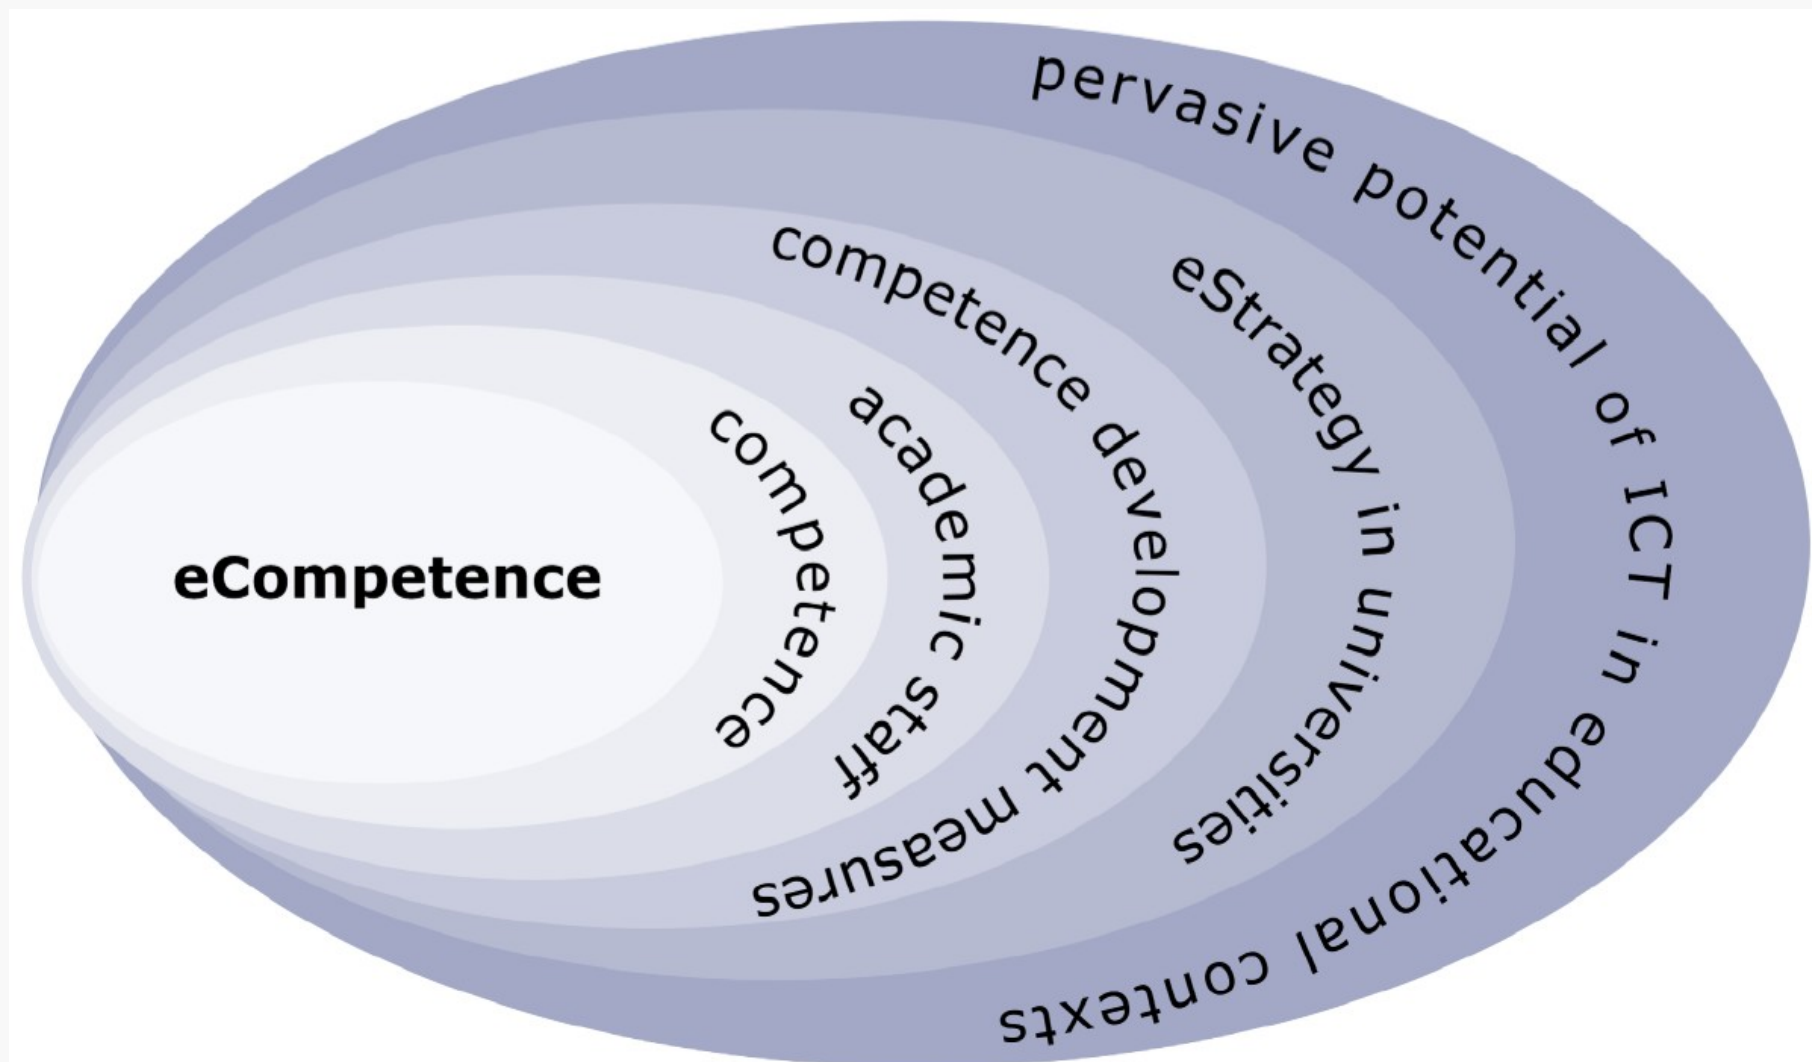 eCompetence
competence
academic staff
competence development measures
eStrategy in universities
pervasive potential of ICT in educational contexts